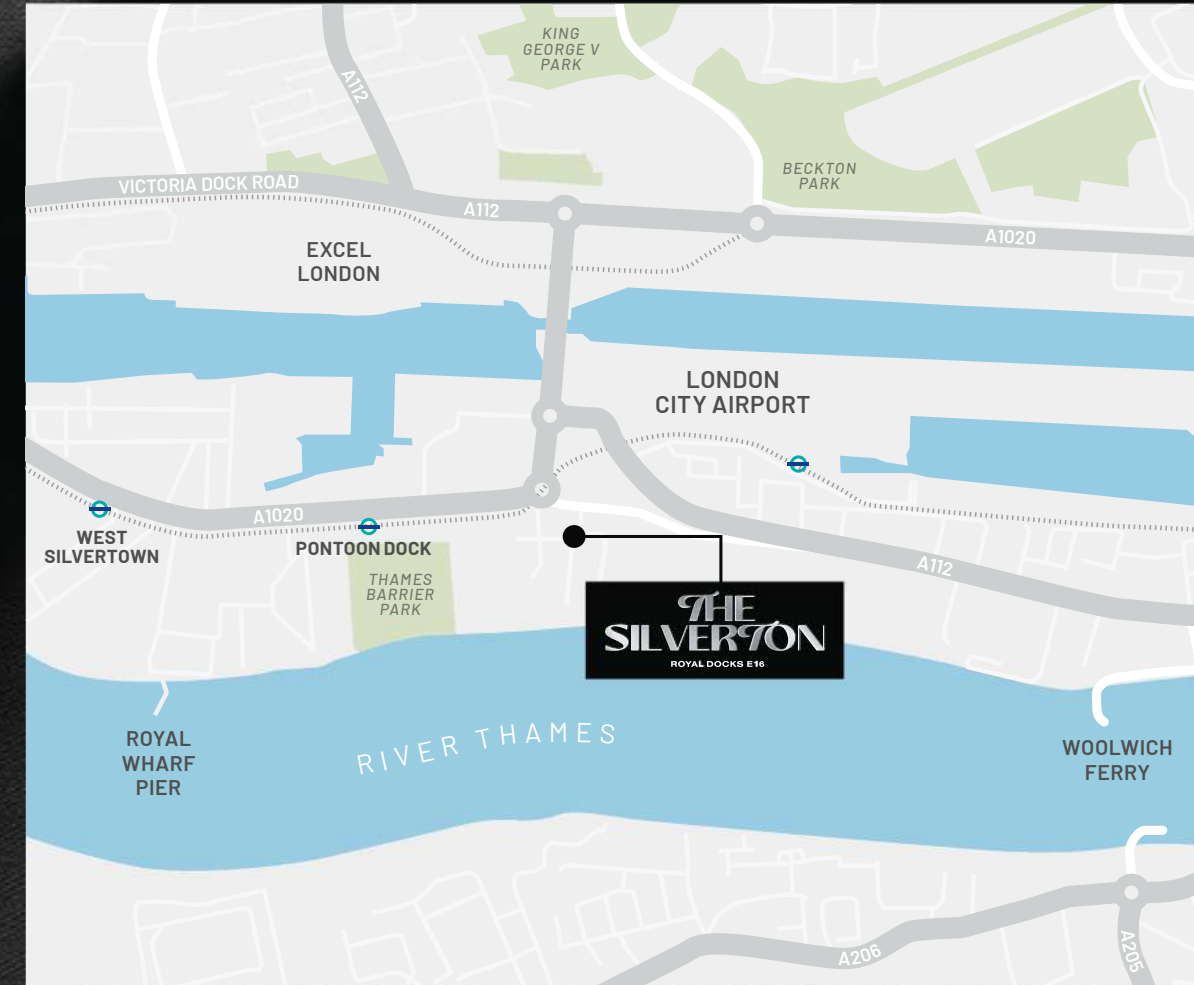 KING
GEORGE V
PARK
A112
BECKTON
PARK
VICTORIA DOCK ROAD
A112
A1020
EXCEL
LONDON
LONDON
CITY AIRPORT
A1020
WEST
SILVERTOWN
PONTOON DOCK
THAMES
BARRIER
PARK
A112
THE
SILVERTON
ROYAL DOCKS E16
RIVER THAMES
ROYAL
WHARF
PIER
WOOLWICH
FERRY
A206
A205